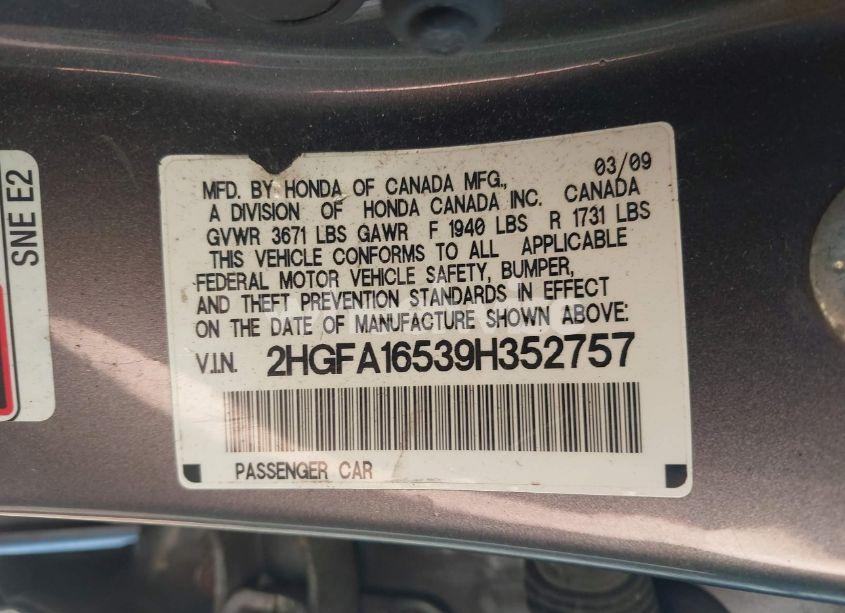 SNE E2
03/09
MFD. BY HONDA OF CANADA MFG.,
A DIVISION OF HONDA CANADA INC. CANADA
GVWR 3671 LBS GAWR F 1940 LBS R 1731 LBS
THIS VEHICLE CONFORMS TO ALL APPLICABLE
FEDERAL MOTOR VEHICLE SAFETY, BUMPER,
AND THEFT PREVENTION STANDARDS IN EFFECT
ON THE DATE OF MANUFACTURE SHOWN ABOVE:
V.I.N. 2HGFA16539H352757
PASSENGER CAR